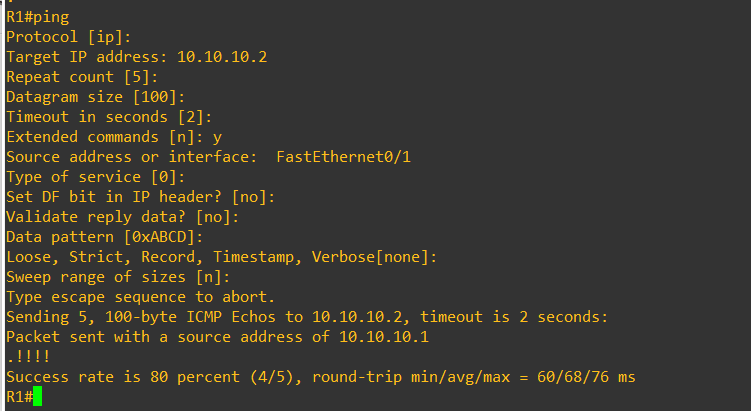 R1#ping
Protocol [ip]:
Target IP address: 10.10.10.2
Repeat count [5]:
Datagram size [100]:
Timeout in seconds [2]:
Extended commands [n]: y
Source address or interface:  FastEthernet0/1
Type of service [0]:
Set DF bit in IP header? [no]:
Validate reply data? [no]:
Data pattern [0xABCD]:
Loose, Strict, Record, Timestamp, Verbose[none]:
Sweep range of sizes [n]:
Type escape sequence to abort.
Sending 5, 100-byte ICMP Echos to 10.10.10.2, timeout is 2 seconds:
Packet sent with a source address of 10.10.10.1
.!!!!
Success rate is 80 percent (4/5), round-trip min/avg/max = 60/68/76 ms
R1#